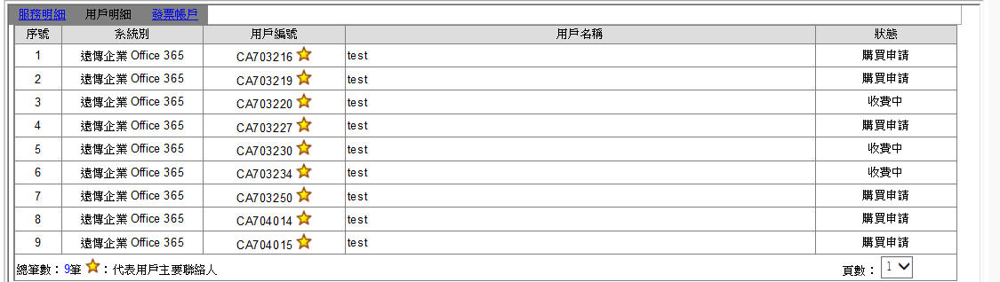 服務明細 用戶明細 發票帳戶
序號 系統別 用戶編號 用戶名稱 狀態
1 遠傳企業 Office 365 CA703216 test 購買申請
2 遠傳企業 Office 365 CA703219 test 購買申請
3 遠傳企業 Office 365 CA703220 test 收費中
4 遠傳企業 Office 365 CA703227 test 購買申請
5 遠傳企業 Office 365 CA703230 test 收費中
6 遠傳企業 Office 365 CA703234 test 收費中
7 遠傳企業 Office 365 CA703250 test 購買申請
8 遠傳企業 Office 365 CA704014 test 購買申請
9 遠傳企業 Office 365 CA704015 test 購買申請
總筆數：9筆 ：代表用戶主要聯絡人 頁數： 1